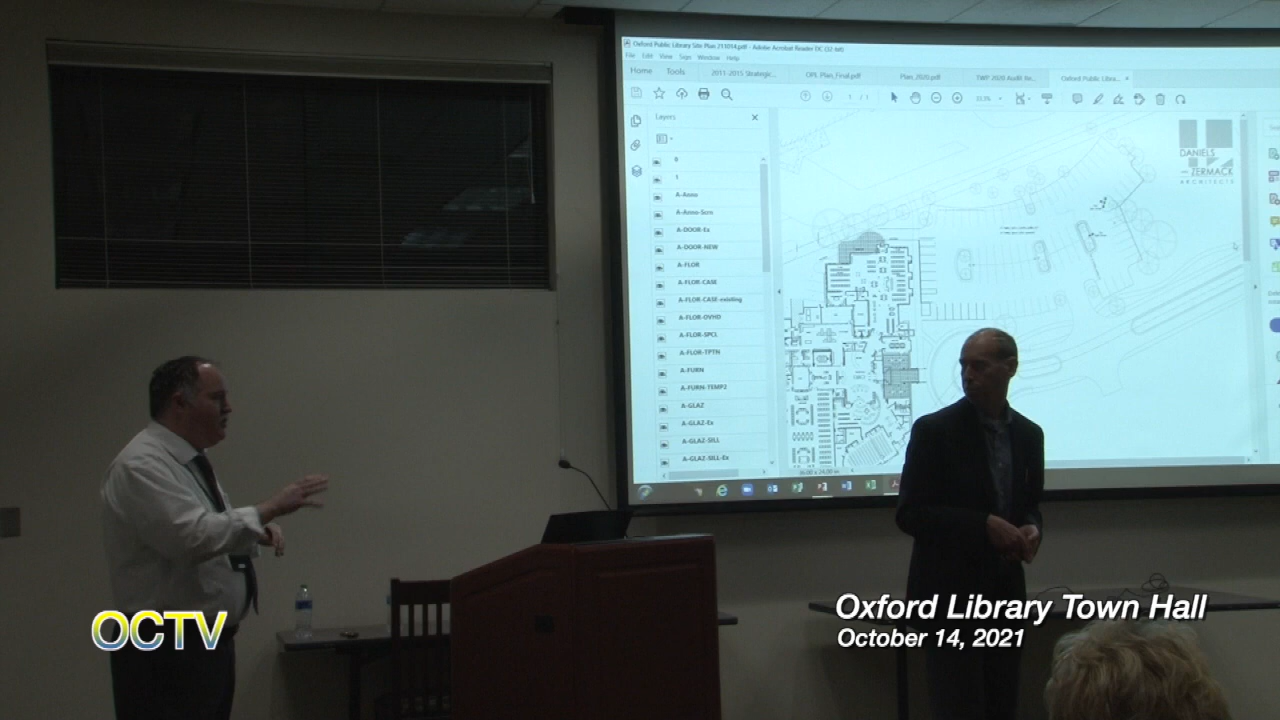 Oxford Public Library Site Plan_111014.pdf - Adobe Acrobat Reader DC (32-bit)
File Edit View Sign Window Help
Home Tools 2011-2015 Strategic... OPL Plan_Final.pdf Plan_2020.pdf TWP 2020 Audit Re... Oxford Public Libra...
1 / 1
Layers
0
1
A-Anno
A-Anno-Scrn
A-DOOR-Ex
A-DOOR-NEW
A-FLOR
A-FLOR-CASE
A-FLOR-CASE-existing
A-FLOR-OVHD
A-FLOR-SPCL
A-FLOR-TPTN
A-FURN
A-FURN-TEMP2
A-GLAZ
A-GLAZ-Ex
A-GLAZ-SILL
A-GLAZ-SILL-Ex
DANIELS
ZERMACK
ARCHITECTS
OCTV
Oxford Library Town Hall
October 14, 2021